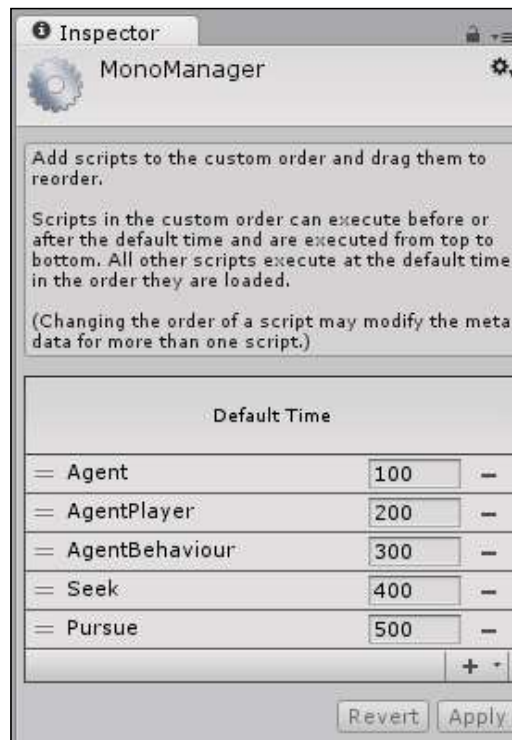 Inspector
MonoManager
Add scripts to the custom order and drag them to
reorder.
Scripts in the custom order can execute before or
after the default time and are executed from top to
bottom. All other scripts execute at the default time
in the order they are loaded.
(Changing the order of a script may modify the meta
data for more than one script.)
Default Time
= Agent 100 −
= AgentPlayer 200 −
= AgentBehaviour 300 −
= Seek 400 −
= Pursue 500 −
+
Revert Apply